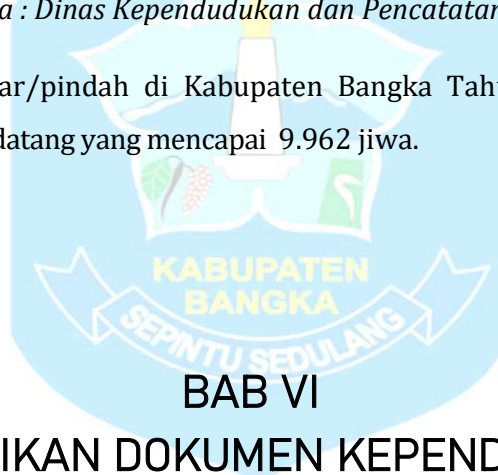 a : Dinas Kependudukan dan Pencatatan
ar/pindah di Kabupaten Bangka Tahu
datang yang mencapai 9.962 jiwa.
KABUPATEN
BANGKA
SEPINTU SEDULANG
BAB VI
IKAN DOKUMEN KEPEND